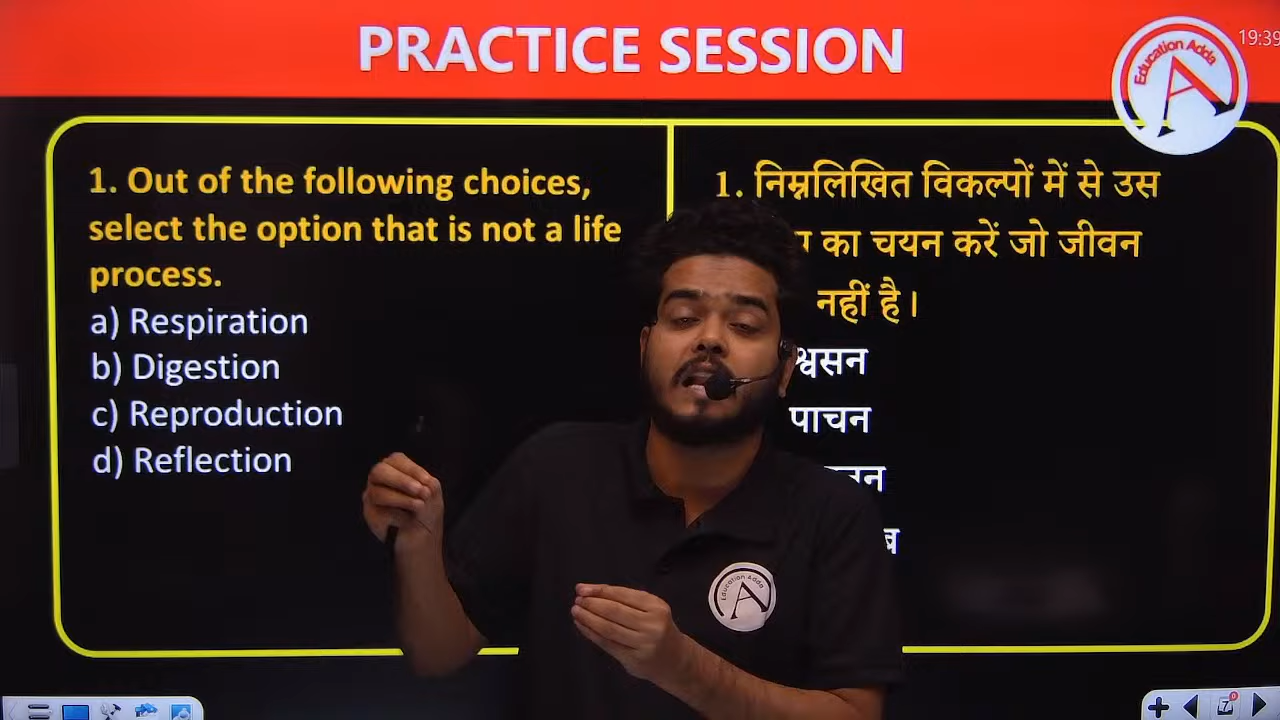 PRACTICE SESSION
Education Adda
19:39
1. Out of the following choices,
select the option that is not a life
process.
a) Respiration
b) Digestion
c) Reproduction
d) Reflection
1. निम्नलिखित विकल्पों में से उस
का चयन करें जो जीवन
नहीं है।
श्वसन
पाचन
Education Adda
7